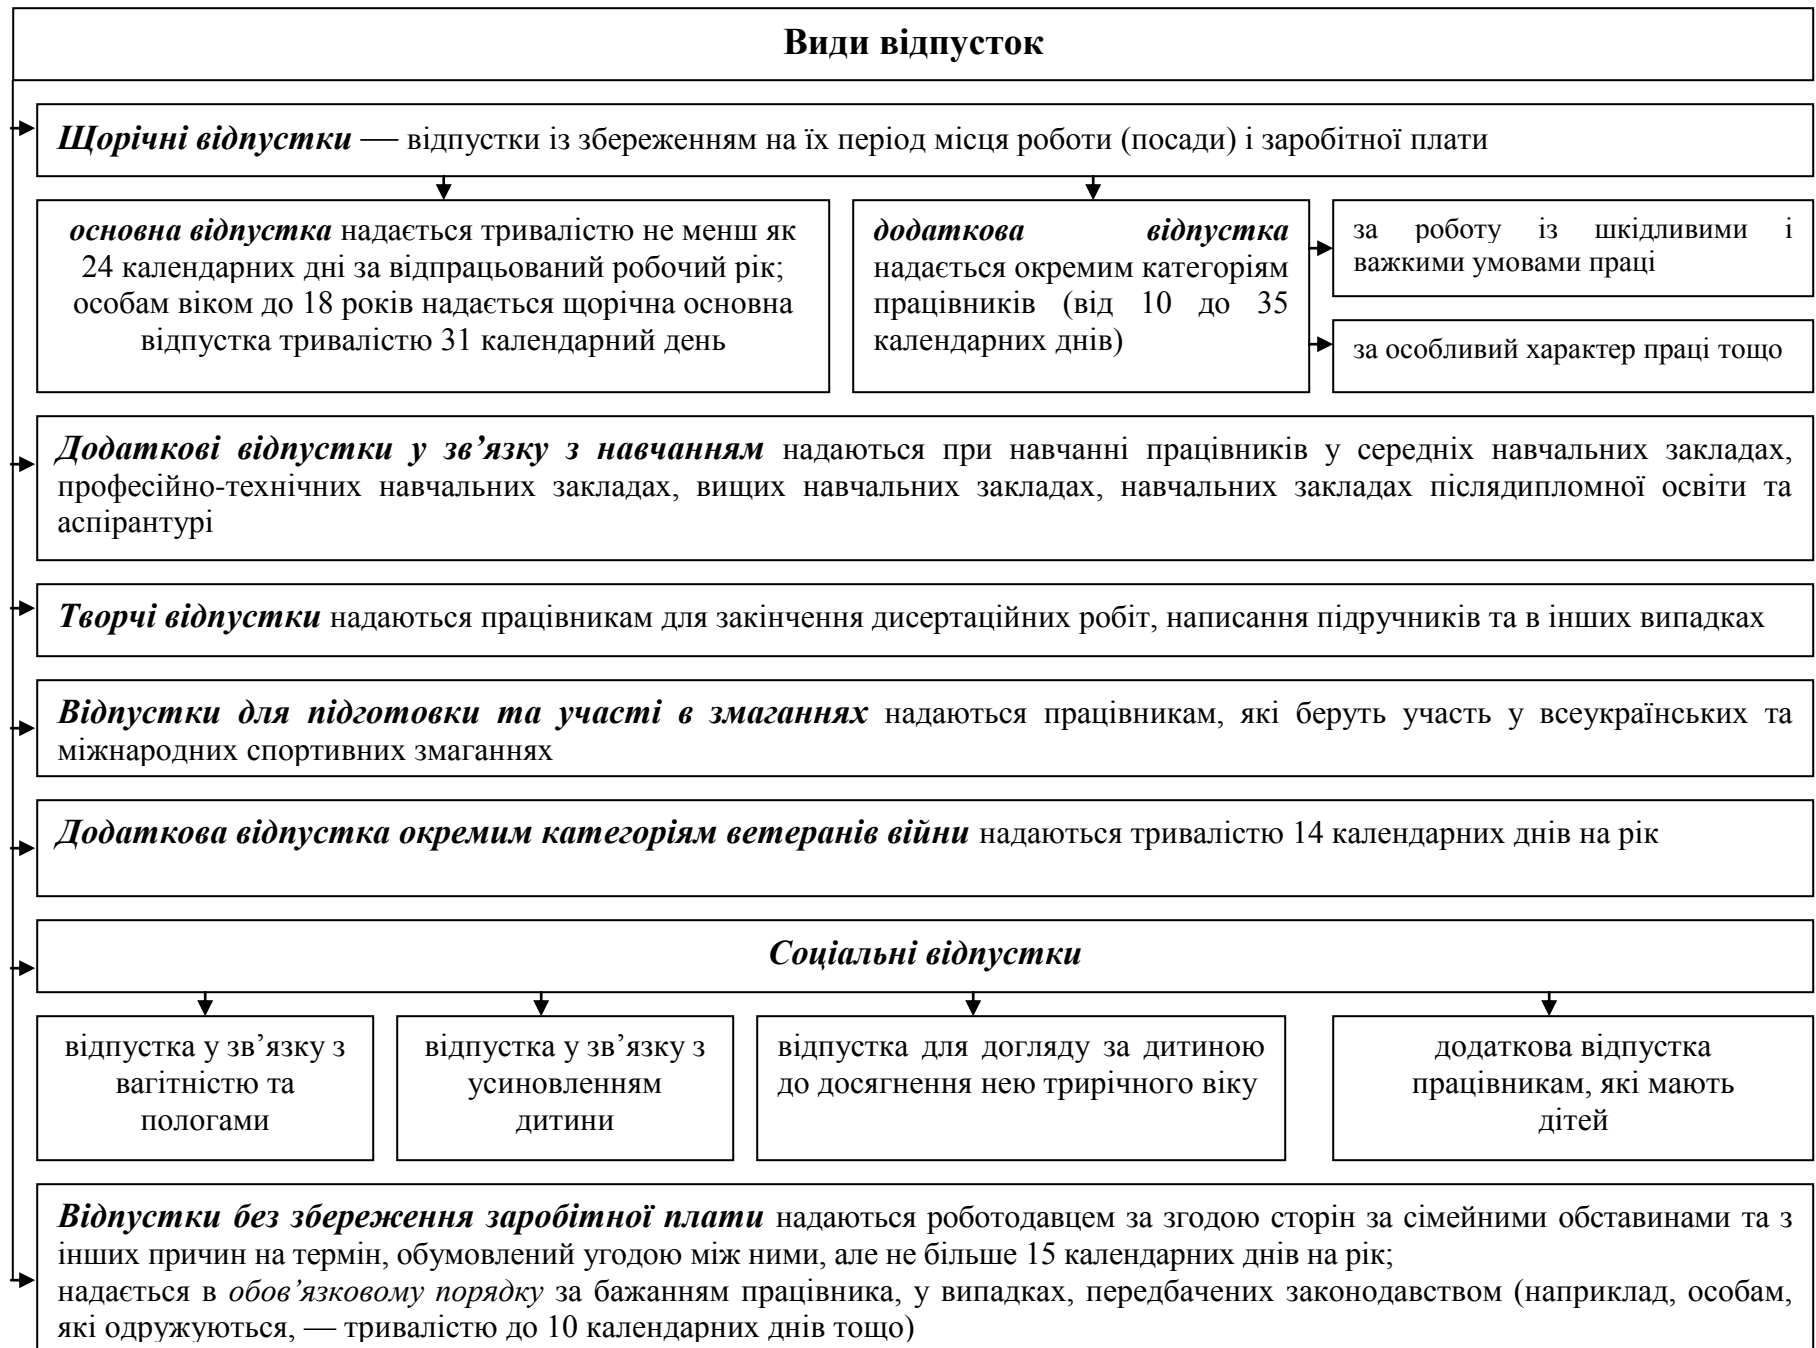 Види відпусток
Щорічні відпустки — відпустки із збереженням на їх період місця роботи (посади) і заробітної плати
основна відпустка надається тривалістю не менш як
24 календарних дні за відпрацьований робочий рік;
особам віком до 18 років надається щорічна основна
відпустка тривалістю 31 календарний день
додаткова відпустка
надається окремим категоріям
працівників (від 10 до 35
календарних днів)
за роботу із шкідливими і
важкими умовами праці
за особливий характер праці тощо
Додаткові відпустки у зв’язку з навчанням надаються при навчанні працівників у середніх навчальних закладах,
професійно-технічних навчальних закладах, вищих навчальних закладах, навчальних закладах післядипломної освіти та
аспірантурі
Творчі відпустки надаються працівникам для закінчення дисертаційних робіт, написання підручників та в інших випадках
Відпустки для підготовки та участі в змаганнях надаються працівникам, які беруть участь у всеукраїнських та
міжнародних спортивних змаганнях
Додаткова відпустка окремим категоріям ветеранів війни надаються тривалістю 14 календарних днів на рік
Соціальні відпустки
відпустка у зв’язку з
вагітністю та
пологами
відпустка у зв’язку з
усиновленням
дитини
відпустка для догляду за дитиною
до досягнення нею трирічного віку
додаткова відпустка
працівникам, які мають
дітей
Відпустки без збереження заробітної плати надаються роботодавцем за згодою сторін за сімейними обставинами та з
інших причин на термін, обумовлений угодою між ними, але не більше 15 календарних днів на рік;
надається в обов’язковому порядку за бажанням працівника, у випадках, передбачених законодавством (наприклад, особам,
які одружуються, — тривалістю до 10 календарних днів тощо)